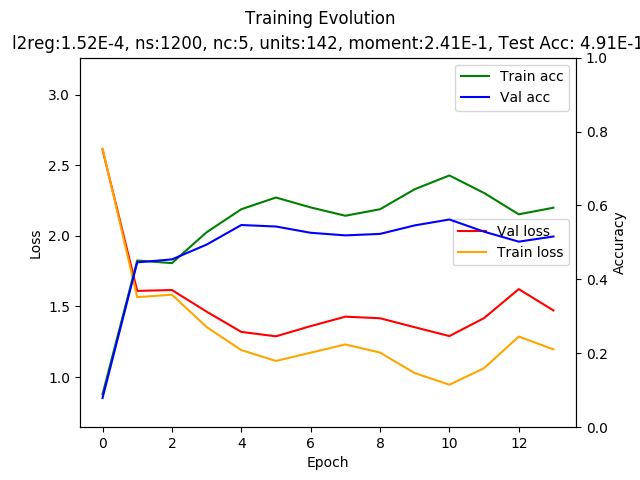 Training Evolution
l2reg:1.52E-4, ns:1200, nc:5, units:142, moment:2.41E-1, Test Acc: 4.91E-1
Train acc
Val acc
Val loss
Train loss
3.0
2.5
2.0
1.5
1.0
Loss
1.0
0.8
0.6
0.4
0.2
0.0
Accuracy
0 2 4 6 8 10 12
Epoch